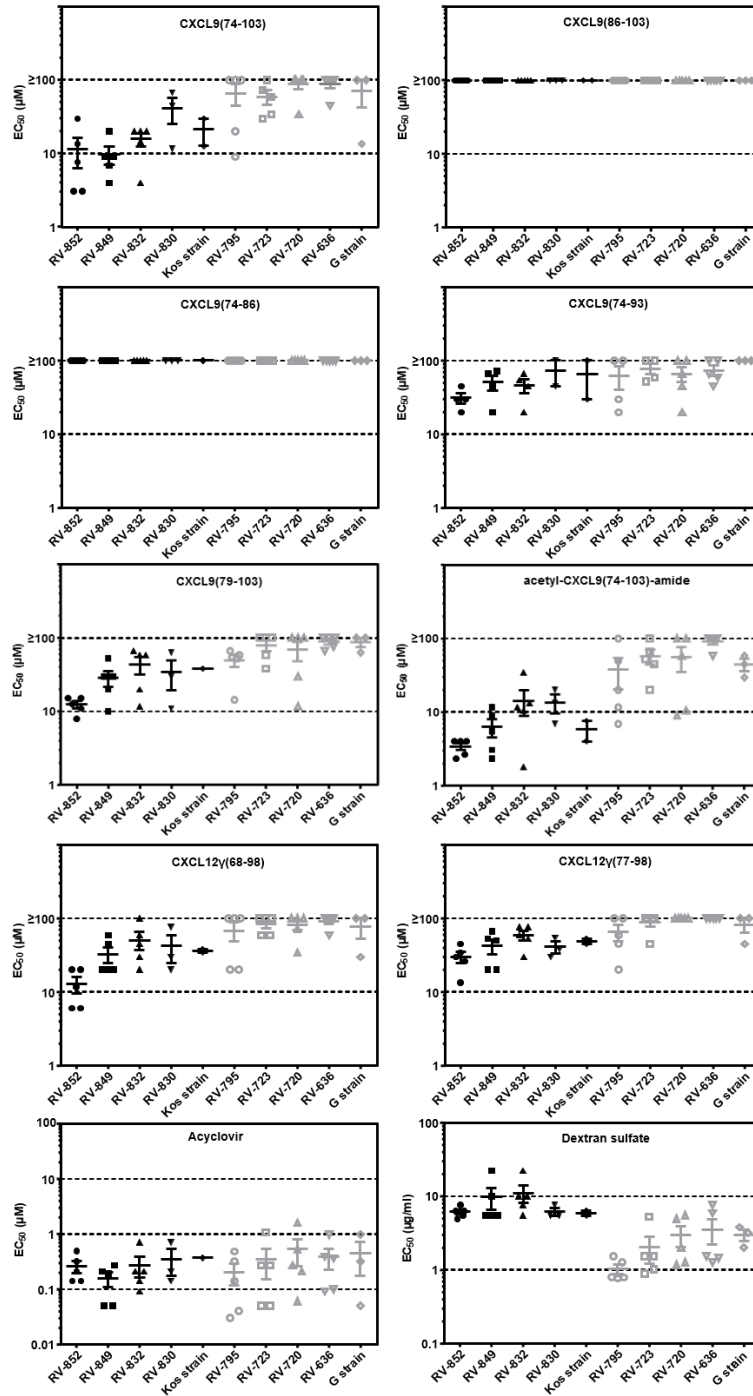 CXCL9(74-103)
EC50 (µM)
≥100
10
1
RV-852
RV-849
RV-832
RV-830
Kos strain
RV-795
RV-723
RV-720
RV-636
G strain
CXCL9(86-103)
EC50 (µM)
≥100
10
1
RV-852
RV-849
RV-832
RV-830
Kos strain
RV-795
RV-723
RV-720
RV-636
G strain
CXCL9(74-86)
EC50 (µM)
≥100
10
1
RV-852
RV-849
RV-832
RV-830
Kos strain
RV-795
RV-723
RV-720
RV-636
G strain
CXCL9(74-93)
EC50 (µM)
≥100
10
1
RV-852
RV-849
RV-832
RV-830
Kos strain
RV-795
RV-723
RV-720
RV-636
G strain
CXCL9(79-103)
EC50 (µM)
≥100
10
1
RV-852
RV-849
RV-832
RV-830
Kos strain
RV-795
RV-723
RV-720
RV-636
G strain
acetyl-CXCL9(74-103)-amide
EC50 (µM)
≥100
10
1
RV-852
RV-849
RV-832
RV-830
Kos strain
RV-795
RV-723
RV-720
RV-636
G strain
CXCL12γ(68-98)
EC50 (µM)
≥100
10
1
RV-852
RV-849
RV-832
RV-830
Kos strain
RV-795
RV-723
RV-720
RV-636
G strain
CXCL12γ(77-98)
EC50 (µM)
≥100
10
1
RV-852
RV-849
RV-832
RV-830
Kos strain
RV-795
RV-723
RV-720
RV-636
G strain
Acyclovir
EC50 (µM)
≥100
10
1
0.1
0.01
RV-852
RV-849
RV-832
RV-830
Kos strain
RV-795
RV-723
RV-720
RV-636
G strain
Dextran sulfate
EC50 (µg/ml)
100
10
1
0.1
RV-852
RV-849
RV-832
RV-830
Kos strain
RV-795
RV-723
RV-720
RV-636
G strain